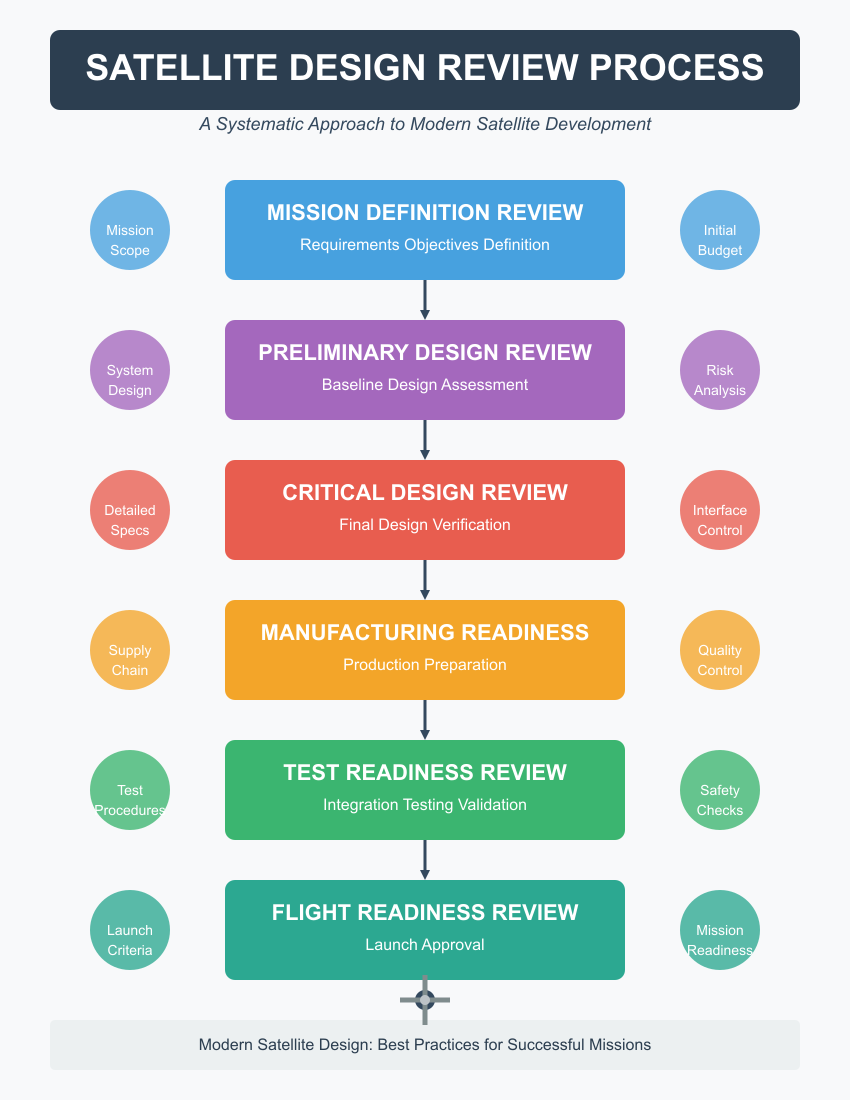 SATELLITE DESIGN REVIEW PROCESS
A Systematic Approach to Modern Satellite Development
MISSION DEFINITION REVIEW
Requirements Objectives Definition
Mission
Scope
Initial
Budget
PRELIMINARY DESIGN REVIEW
Baseline Design Assessment
System
Design
Risk
Analysis
CRITICAL DESIGN REVIEW
Final Design Verification
Detailed
Specs
Interface
Control
MANUFACTURING READINESS
Production Preparation
Supply
Chain
Quality
Control
TEST READINESS REVIEW
Integration Testing Validation
Test
Procedures
Safety
Checks
FLIGHT READINESS REVIEW
Launch Approval
Launch
Criteria
Mission
Readiness
Modern Satellite Design: Best Practices for Successful Missions